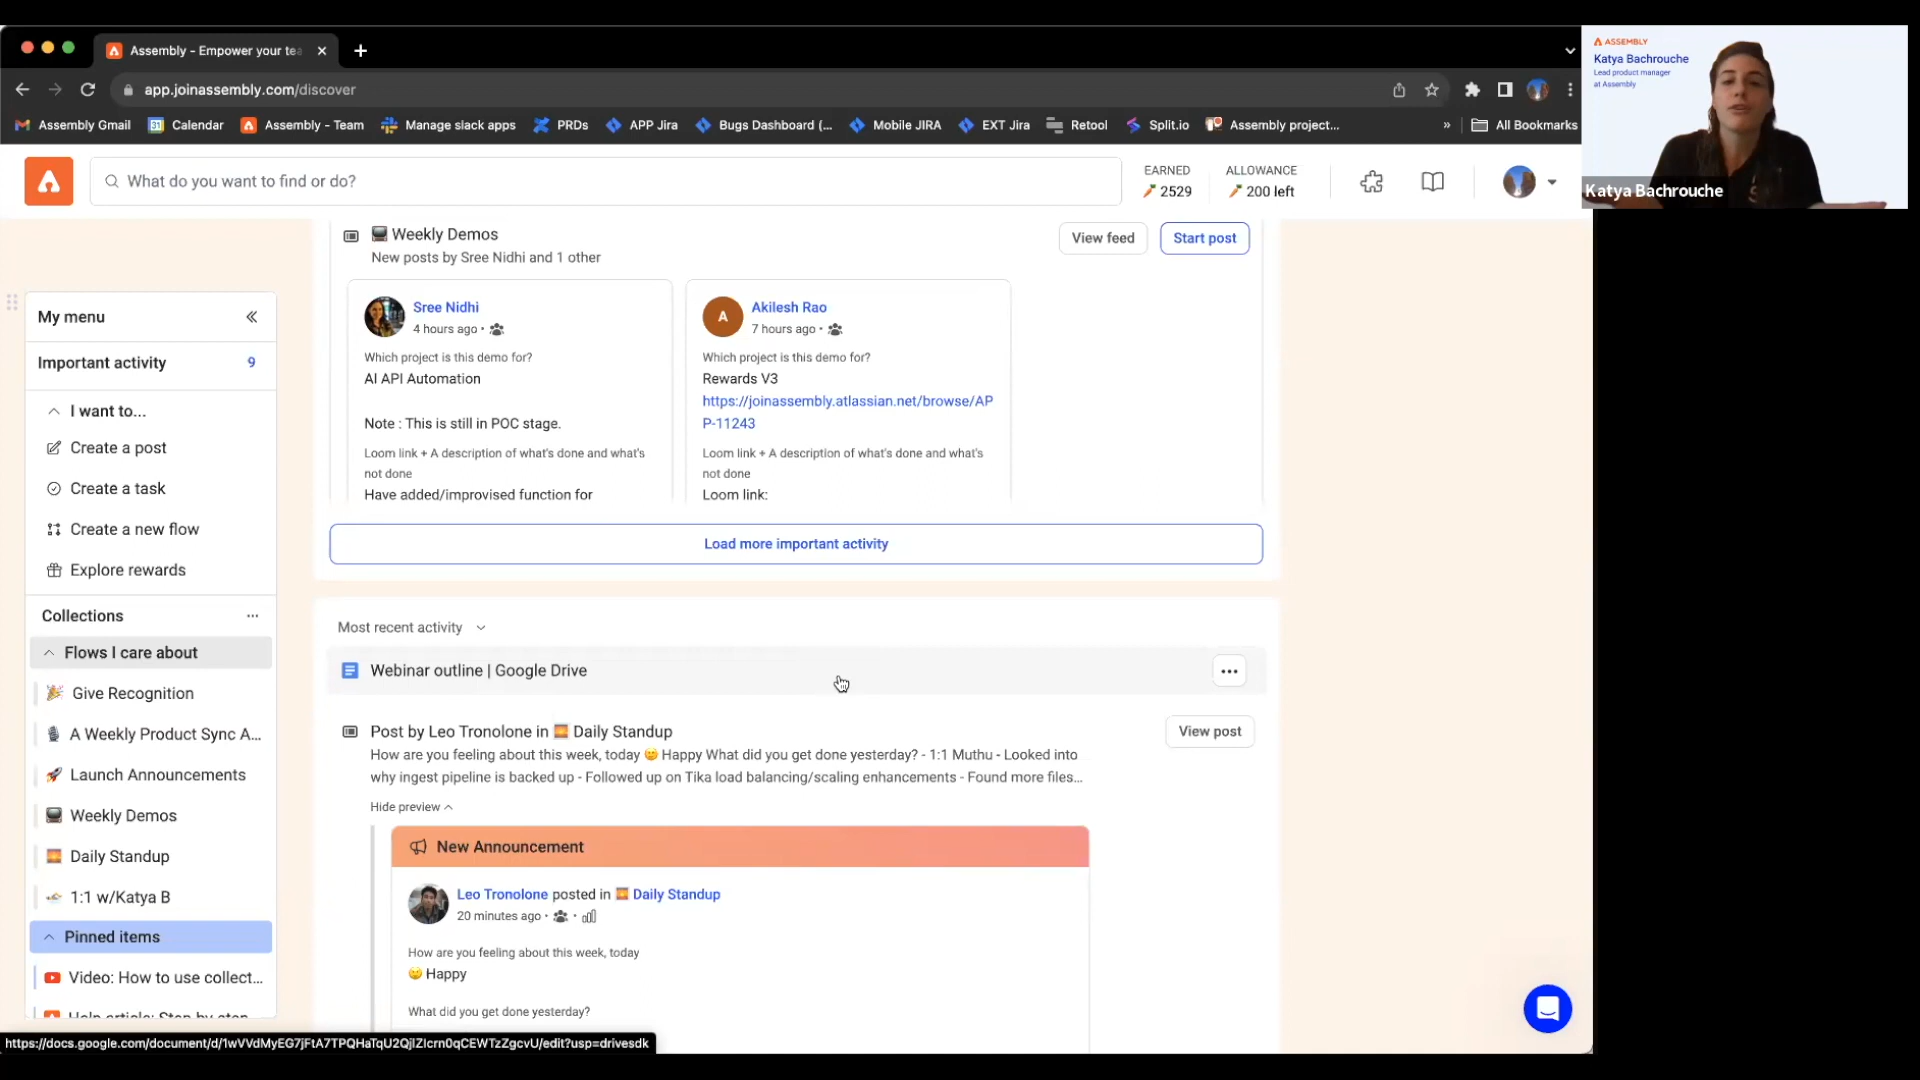 Assembly - Empower your tea
app.joinassembly.com/discover
Assembly Gmail
Calendar
Assembly - Team
Manage slack apps
PRDs
APP Jira
Bugs Dashboard (...
Mobile JIRA
EXT Jira
Retool
Split.io
Assembly project...
»
All Bookmarks
ASSEMBLY
Katya Bachrouche
Lead product manager
at Assembly
Katya Bachrouche
What do you want to find or do?
EARNED
2529
ALLOWANCE
200 left
My menu
Important activity 9
I want to...
Create a post
Create a task
Create a new flow
Explore rewards
Collections
Flows I care about
Give Recognition
A Weekly Product Sync A...
Launch Announcements
Weekly Demos
Daily Standup
1:1 w/Katya B
Pinned items
Video: How to use collect...
Help article: Step by step
Weekly Demos
New posts by Sree Nidhi and 1 other
View feed
Start post
Sree Nidhi
4 hours ago •
Which project is this demo for?
AI API Automation
Note : This is still in POC stage.
Loom link + A description of what's done and what's
not done
Have added/improvised function for
A
Akilesh Rao
7 hours ago •
Which project is this demo for?
Rewards V3
https://joinassembly.atlassian.net/browse/AP
P-11243
Loom link + A description of what's done and what's
not done
Loom link:
Load more important activity
Most recent activity
Webinar outline | Google Drive
Post by Leo Tronolone in Daily Standup
View post
How are you feeling about this week, today 😊 Happy What did you get done yesterday? - 1:1 Muthu - Looked into
why ingest pipeline is backed up - Followed up on Tika load balancing/scaling enhancements - Found more files...
Hide preview
New Announcement
Leo Tronolone posted in Daily Standup
20 minutes ago • •
How are you feeling about this week, today
😊 Happy
What did you get done yesterday?
https://docs.google.com/document/d/1wVVdMyEG7jFtA7TPQHaTqU2QjlZIcrn0qCEWTzZgcvU/edit?usp=drivesdk